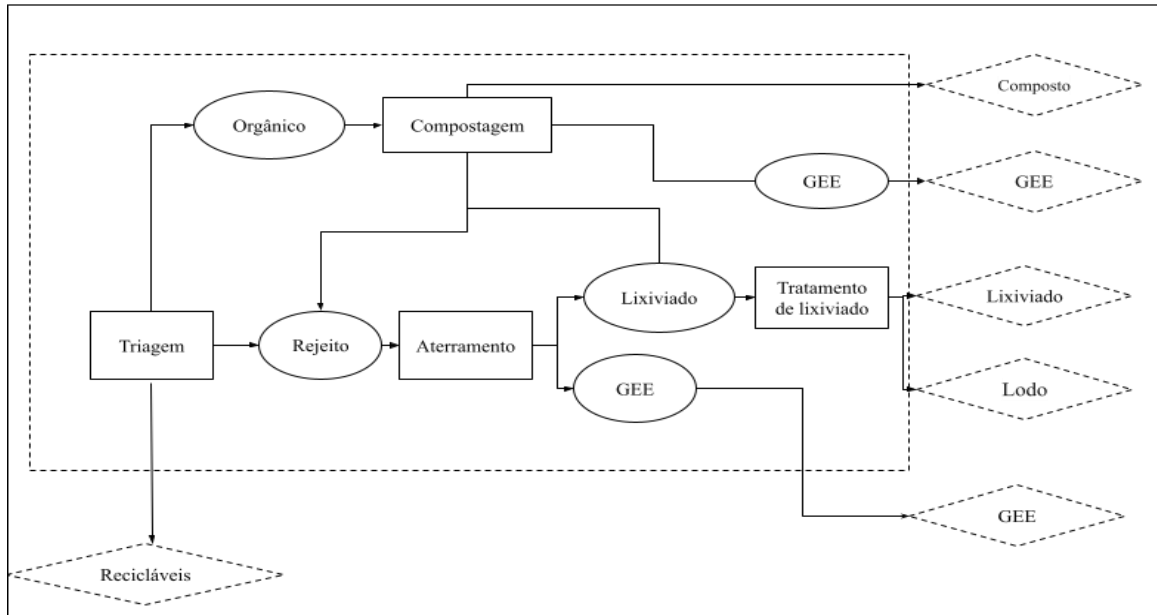 Composto
Orgânico
Compostagem
GEE
GEE
Lixiviado
Tratamento
de lixiviado
Lixiviado
Triagem
Rejeito
Aterramento
GEE
Lodo
GEE
Recicláveis